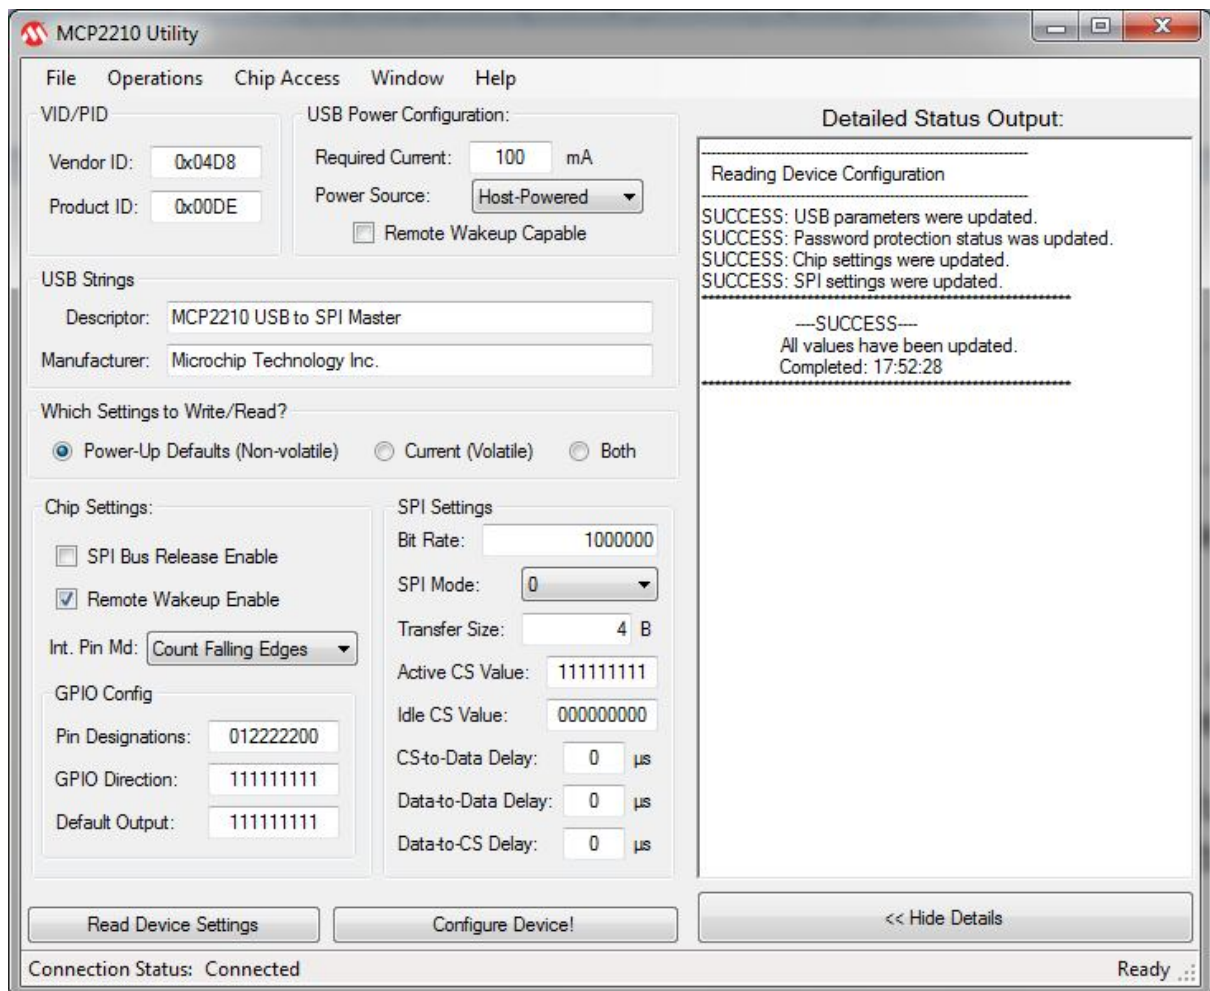 MCP2210 Utility
File Operations Chip Access Window Help
VID/PID
Vendor ID: 0x04D8
Product ID: 0x00DE
USB Power Configuration:
Required Current: 100 mA
Power Source: Host-Powered
Remote Wakeup Capable
USB Strings
Descriptor: MCP2210 USB to SPI Master
Manufacturer: Microchip Technology Inc.
Which Settings to Write/Read?
Power-Up Defaults (Non-volatile) Current (Volatile) Both
Chip Settings:
SPI Bus Release Enable
Remote Wakeup Enable
Int. Pin Md: Count Falling Edges
GPIO Config
Pin Designations: 012222200
GPIO Direction: 111111111
Default Output: 111111111
SPI Settings
Bit Rate: 1000000
SPI Mode: 0
Transfer Size: 4 B
Active CS Value: 111111111
Idle CS Value: 000000000
CS-to-Data Delay: 0 µs
Data-to-Data Delay: 0 µs
Data-to-CS Delay: 0 µs
Read Device Settings Configure Device!
Detailed Status Output:
Reading Device Configuration
SUCCESS: USB parameters were updated.
SUCCESS: Password protection status was updated.
SUCCESS: Chip settings were updated.
SUCCESS: SPI settings were updated.
----SUCCESS----
All values have been updated.
Completed: 17:52:28
<< Hide Details
Connection Status: Connected Ready